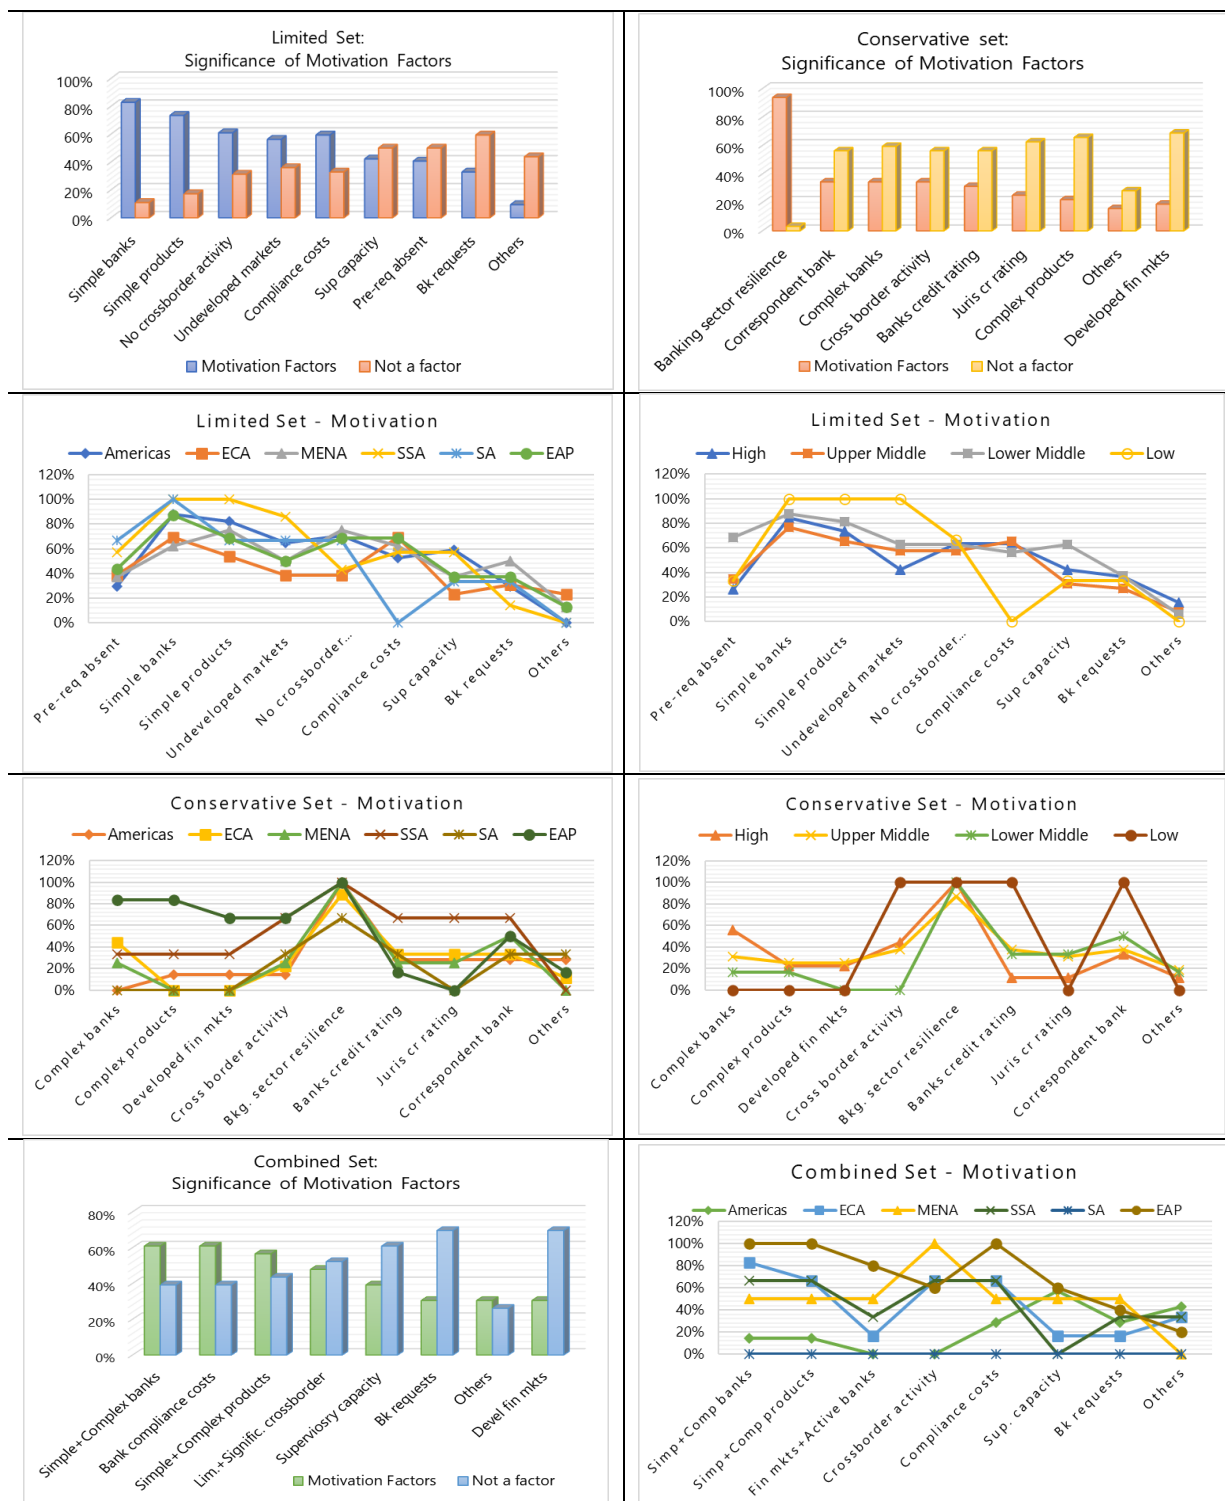 Limited Set:
Significance of Motivation Factors
100%
80%
60%
40%
20%
0%
Simple banks
Simple products
No crossborder activity
Undeveloped markets
Compliance costs
Sup capacity
Pre-req absent
Bk requests
Others
Motivation Factors
Not a factor
Conservative set:
Significance of Motivation Factors
100%
80%
60%
40%
20%
0%
Banking sector resilience
Correspondent bank
Complex banks
Cross border activity
Banks credit rating
Juris cr rating
Complex products
Others
Developed fin mkts
Motivation Factors
Not a factor
Limited Set - Motivation
Americas
ECA
MENA
SSA
SA
EAP
120%
100%
80%
60%
40%
20%
0%
Pre-req absent
Simple banks
Simple products
Undeveloped markets
No crossborder...
Compliance costs
Sup capacity
Bk requests
Others
Limited Set - Motivation
High
Upper Middle
Lower Middle
Low
120%
100%
80%
60%
40%
20%
0%
Pre-req absent
Simple banks
Simple products
Undeveloped markets
No crossborder...
Compliance costs
Sup capacity
Bk requests
Others
Conservative Set - Motivation
Americas
ECA
MENA
SSA
SA
EAP
120%
100%
80%
60%
40%
20%
0%
Complex banks
Complex products
Developed fin mkts
Cross border activity
Bkg. sector resilience
Banks credit rating
Juris cr rating
Correspondent bank
Others
Conservative Set - Motivation
High
Upper Middle
Lower Middle
Low
120%
100%
80%
60%
40%
20%
0%
Complex banks
Complex products
Developed fin mkts
Cross border activity
Bkg. sector resilience
Banks credit rating
Juris cr rating
Correspondent bank
Others
Combined Set:
Significance of Motivation Factors
80%
60%
40%
20%
0%
Simple+Complex banks
Bank compliance costs
Simple+Complex products
Lim.+Signific. crossborder
Superviosry capacity
Bk requests
Others
Devel fin mkts
Motivation Factors
Not a factor
Combined Set - Motivation
Americas
ECA
MENA
SSA
SA
EAP
120%
100%
80%
60%
40%
20%
0%
Simp+Comp banks
Simp+Comp products
Fin mkts+Active banks
Crossborder activity
Compliance costs
Sup. capacity
Bk requests
Others